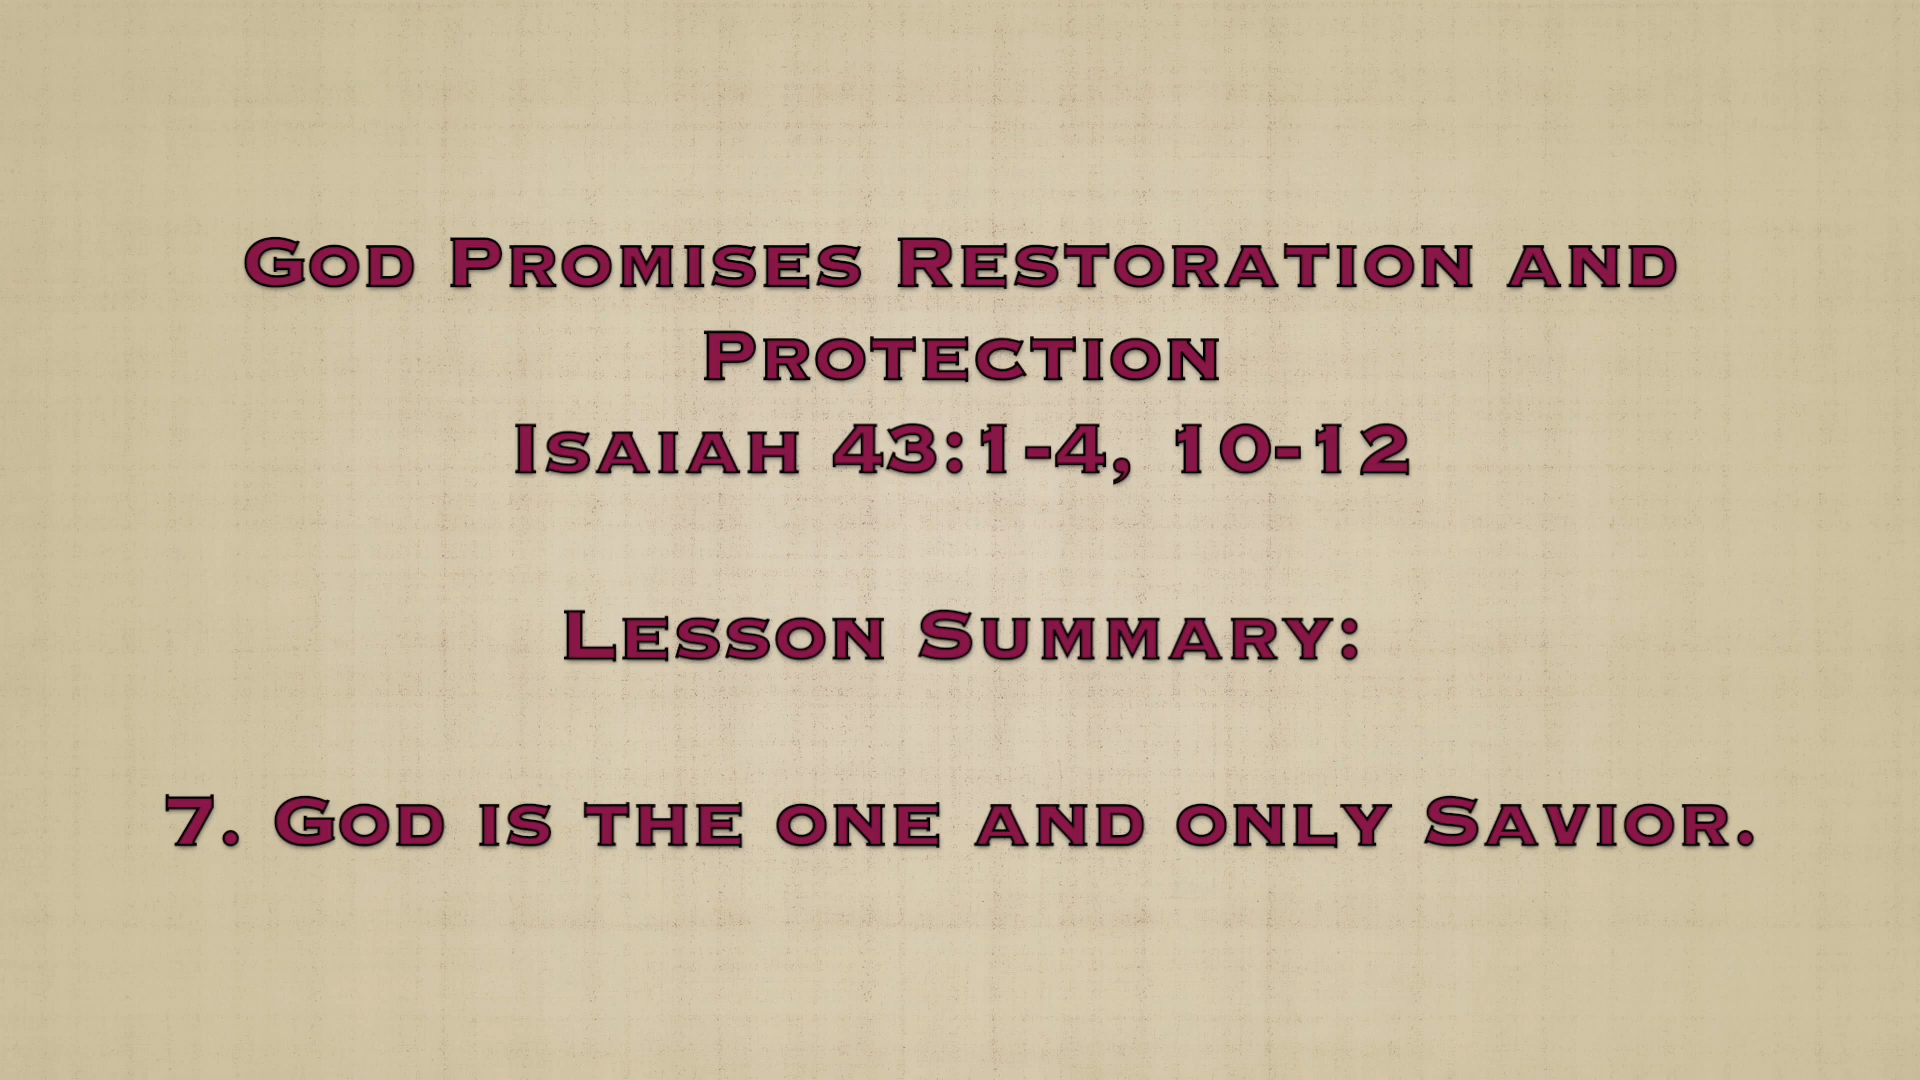 God Promises Restoration and
Protection
Isaiah 43:1-4, 10-12
Lesson Summary:
7. God is the one and only Savior.